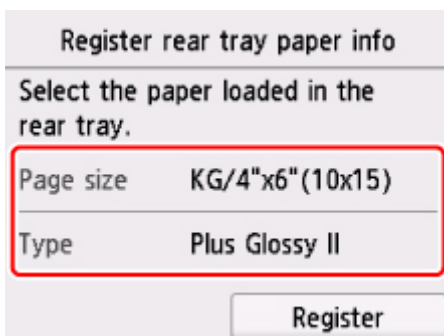 Register rear tray paper info
Select the paper loaded in the
rear tray.
Page size KG/4"x6"(10x15)
Type Plus Glossy II
Register